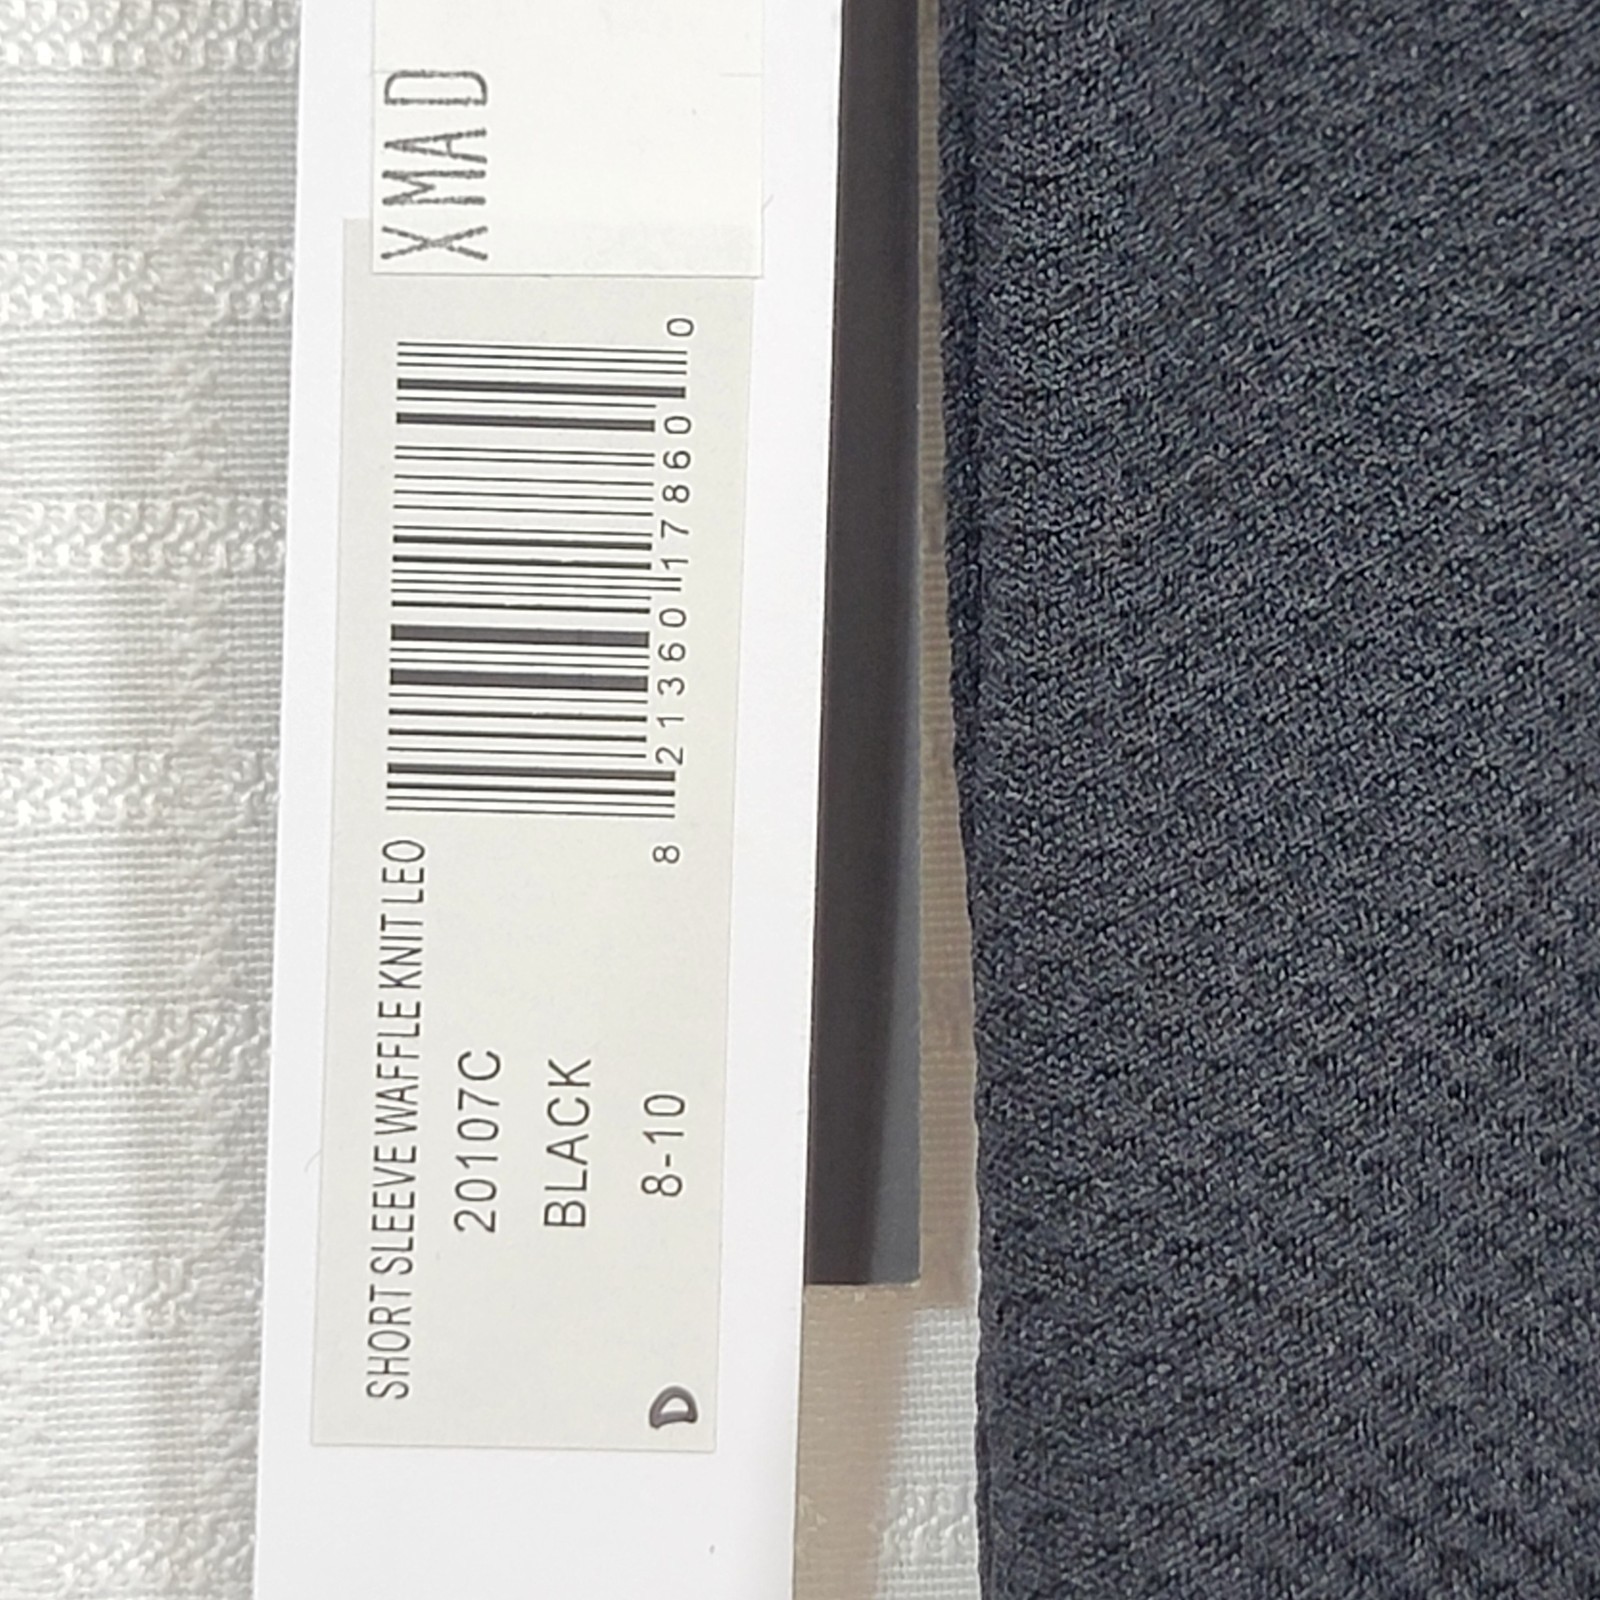 SHORT SLEEVE WAFFLE KNIT LEO
20107C
BLACK
8-10
D
8 21360 17860 0
XMAD